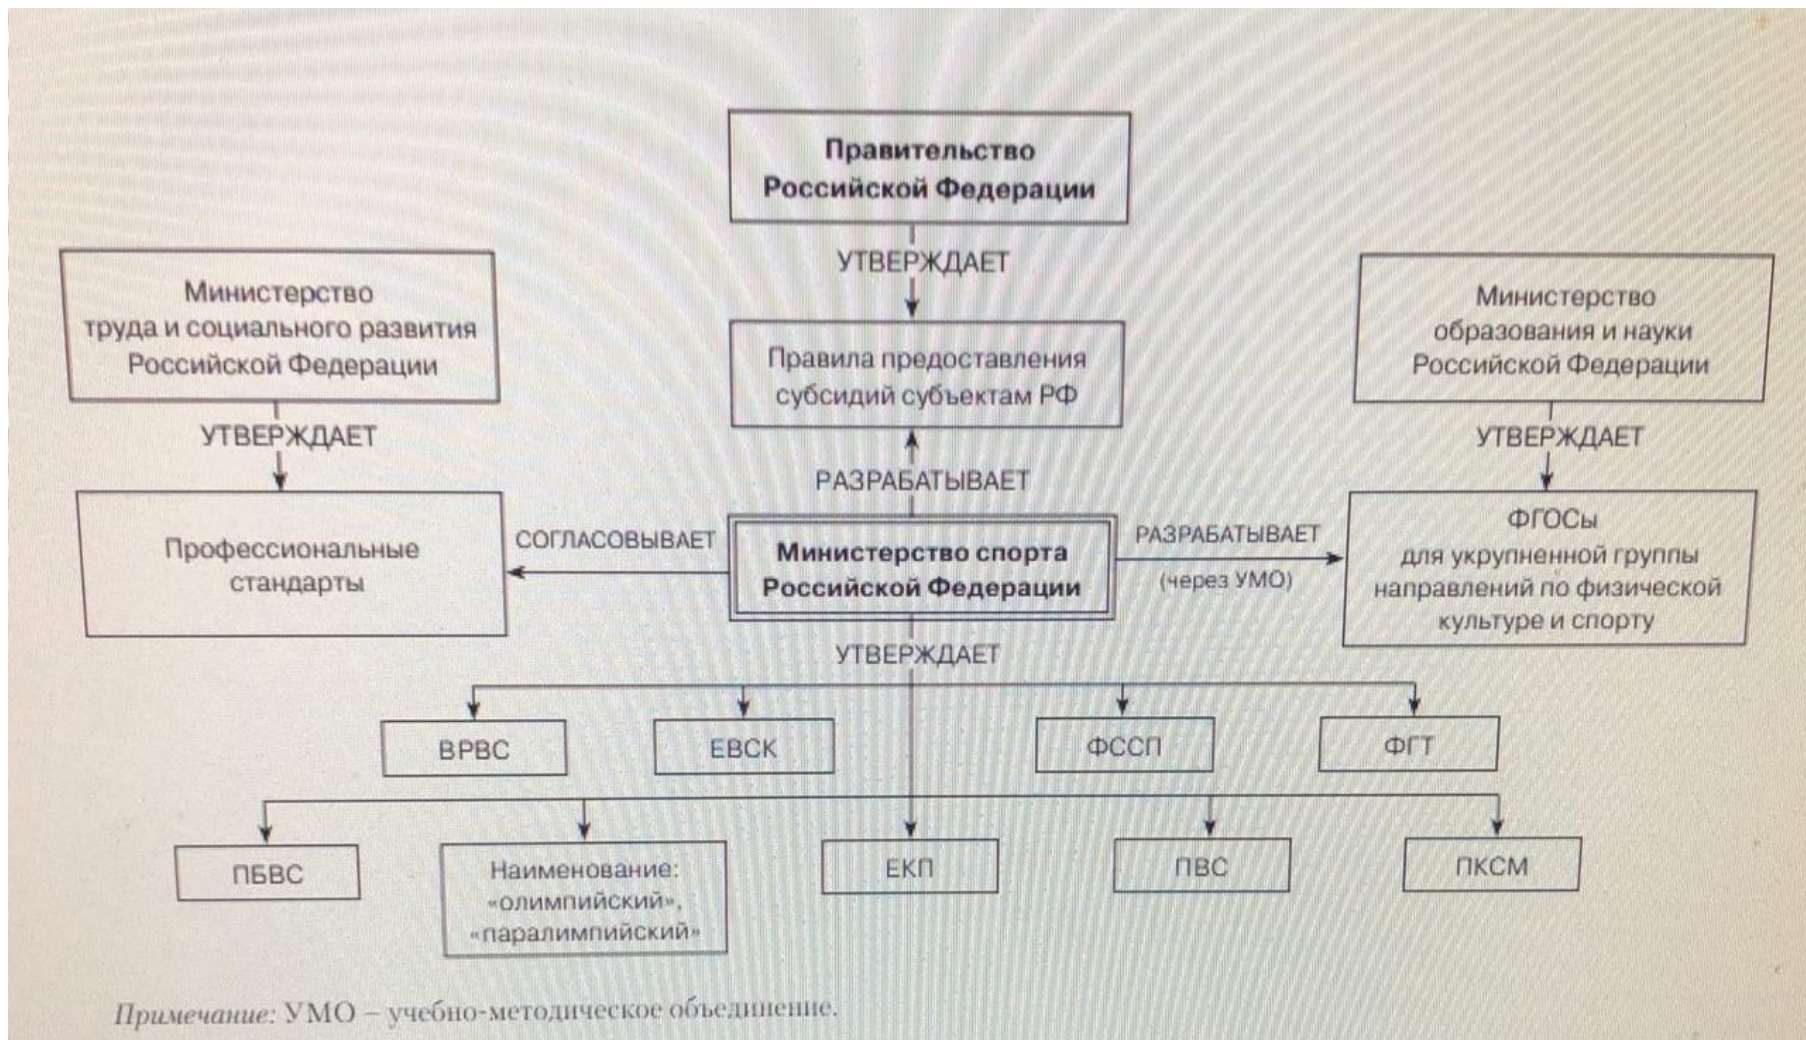 Правительство
Российской Федерации
УТВЕРЖДАЕТ
Министерство
труда и социального развития
Российской Федерации
Правила предоставления
субсидий субъектам РФ
Министерство
образования и науки
Российской Федерации
УТВЕРЖДАЕТ
РАЗРАБАТЫВАЕТ
УТВЕРЖДАЕТ
Профессиональные
стандарты
СОГЛАСОВЫВАЕТ
Министерство спорта
Российской Федерации
РАЗРАБАТЫВАЕТ
(через УМО)
ФГОСы
для укрупненной группы
направлений по физической
культуре и спорту
УТВЕРЖДАЕТ
ВРВС
ЕВСК
ФССП
ФГТ
ПБВС
Наименование:
«олимпийский»,
«паралимпийский»
ЕКП
ПВС
ПКСМ
Примечание: УМО – учебно-методическое объединение.